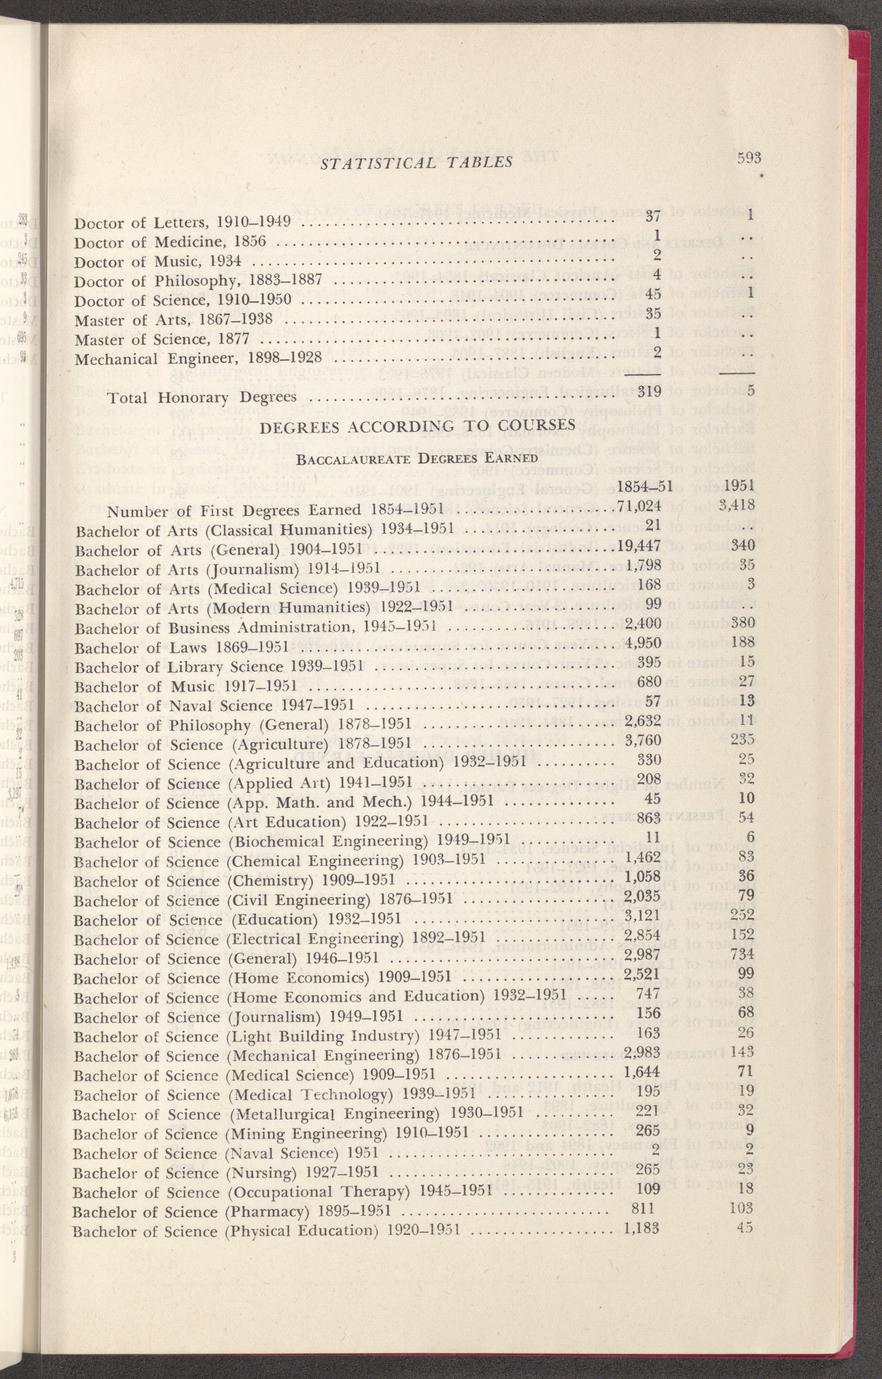 STATISTICAL TABLES 593
Doctor of Letters, 1910–1949 ...................................... 37 1
Doctor of Medicine, 1856 ......................................... 1 ..
Doctor of Music, 1934 ............................................ 2 ..
Doctor of Philosophy, 1883–1887 .................................. 4 ..
Doctor of Science, 1910–1950 ...................................... 45 1
Master of Arts, 1867–1938 ........................................ 35 ..
Master of Science, 1877 ........................................... 1 ..
Mechanical Engineer, 1898–1928 .................................. 2 ..
Total Honorary Degrees ..................................... 319 5
DEGREES ACCORDING TO COURSES
BACCALAUREATE DEGREES EARNED
1854–51 1951
Number of First Degrees Earned 1854–1951 ...................71,024 3,418
Bachelor of Arts (Classical Humanities) 1934–1951 .................. 21 ..
Bachelor of Arts (General) 1904–1951 .............................19,447 340
Bachelor of Arts (Journalism) 1914–1951 ........................... 1,798 35
Bachelor of Arts (Medical Science) 1939–1951 ...................... 168 3
Bachelor of Arts (Modern Humanities) 1922–1951 .................. 99 ..
Bachelor of Business Administration, 1945–1951 .................... 2,400 380
Bachelor of Laws 1869–1951 ...................................... 4,950 188
Bachelor of Library Science 1939–1951 ............................. 395 15
Bachelor of Music 1917–1951 ..................................... 680 27
Bachelor of Naval Science 1947–1951 .............................. 57 13
Bachelor of Philosophy (General) 1878–1951 ....................... 2,632 11
Bachelor of Science (Agriculture) 1878–1951 ....................... 3,760 235
Bachelor of Science (Agriculture and Education) 1932–1951 .......... 330 25
Bachelor of Science (Applied Art) 1941–1951 ....................... 208 32
Bachelor of Science (App. Math. and Mech.) 1944–1951 ............. 45 10
Bachelor of Science (Art Education) 1922–1951 ..................... 863 54
Bachelor of Science (Biochemical Engineering) 1949–1951 ............ 11 6
Bachelor of Science (Chemical Engineering) 1903–1951 .............. 1,462 83
Bachelor of Science (Chemistry) 1909–1951 ......................... 1,058 36
Bachelor of Science (Civil Engineering) 1876–1951 .................. 2,035 79
Bachelor of Science (Education) 1932–1951 ........................ 3,121 252
Bachelor of Science (Electrical Engineering) 1892–1951 .............. 2,854 152
Bachelor of Science (General) 1946–1951 ........................... 2,987 734
Bachelor of Science (Home Economics) 1909–1951 .................. 2,521 99
Bachelor of Science (Home Economics and Education) 1932–1951 ..... 747 38
Bachelor of Science (Journalism) 1949–1951 ........................ 156 68
Bachelor of Science (Light Building Industry) 1947–1951 ............ 163 26
Bachelor of Science (Mechanical Engineering) 1876–1951 ............ 2,983 143
Bachelor of Science (Medical Science) 1909–1951 .................... 1,644 71
Bachelor of Science (Medical Technology) 1939–1951 ............... 195 19
Bachelor of Science (Metallurgical Engineering) 1930–1951 .......... 221 32
Bachelor of Science (Mining Engineering) 1910–1951 ................ 265 9
Bachelor of Science (Naval Science) 1951 ........................... 2 2
Bachelor of Science (Nursing) 1927–1951 ........................... 265 23
Bachelor of Science (Occupational Therapy) 1945–1951 ............. 109 18
Bachelor of Science (Pharmacy) 1895–1951 ......................... 811 103
Bachelor of Science (Physical Education) 1920–1951 ................. 1,183 45